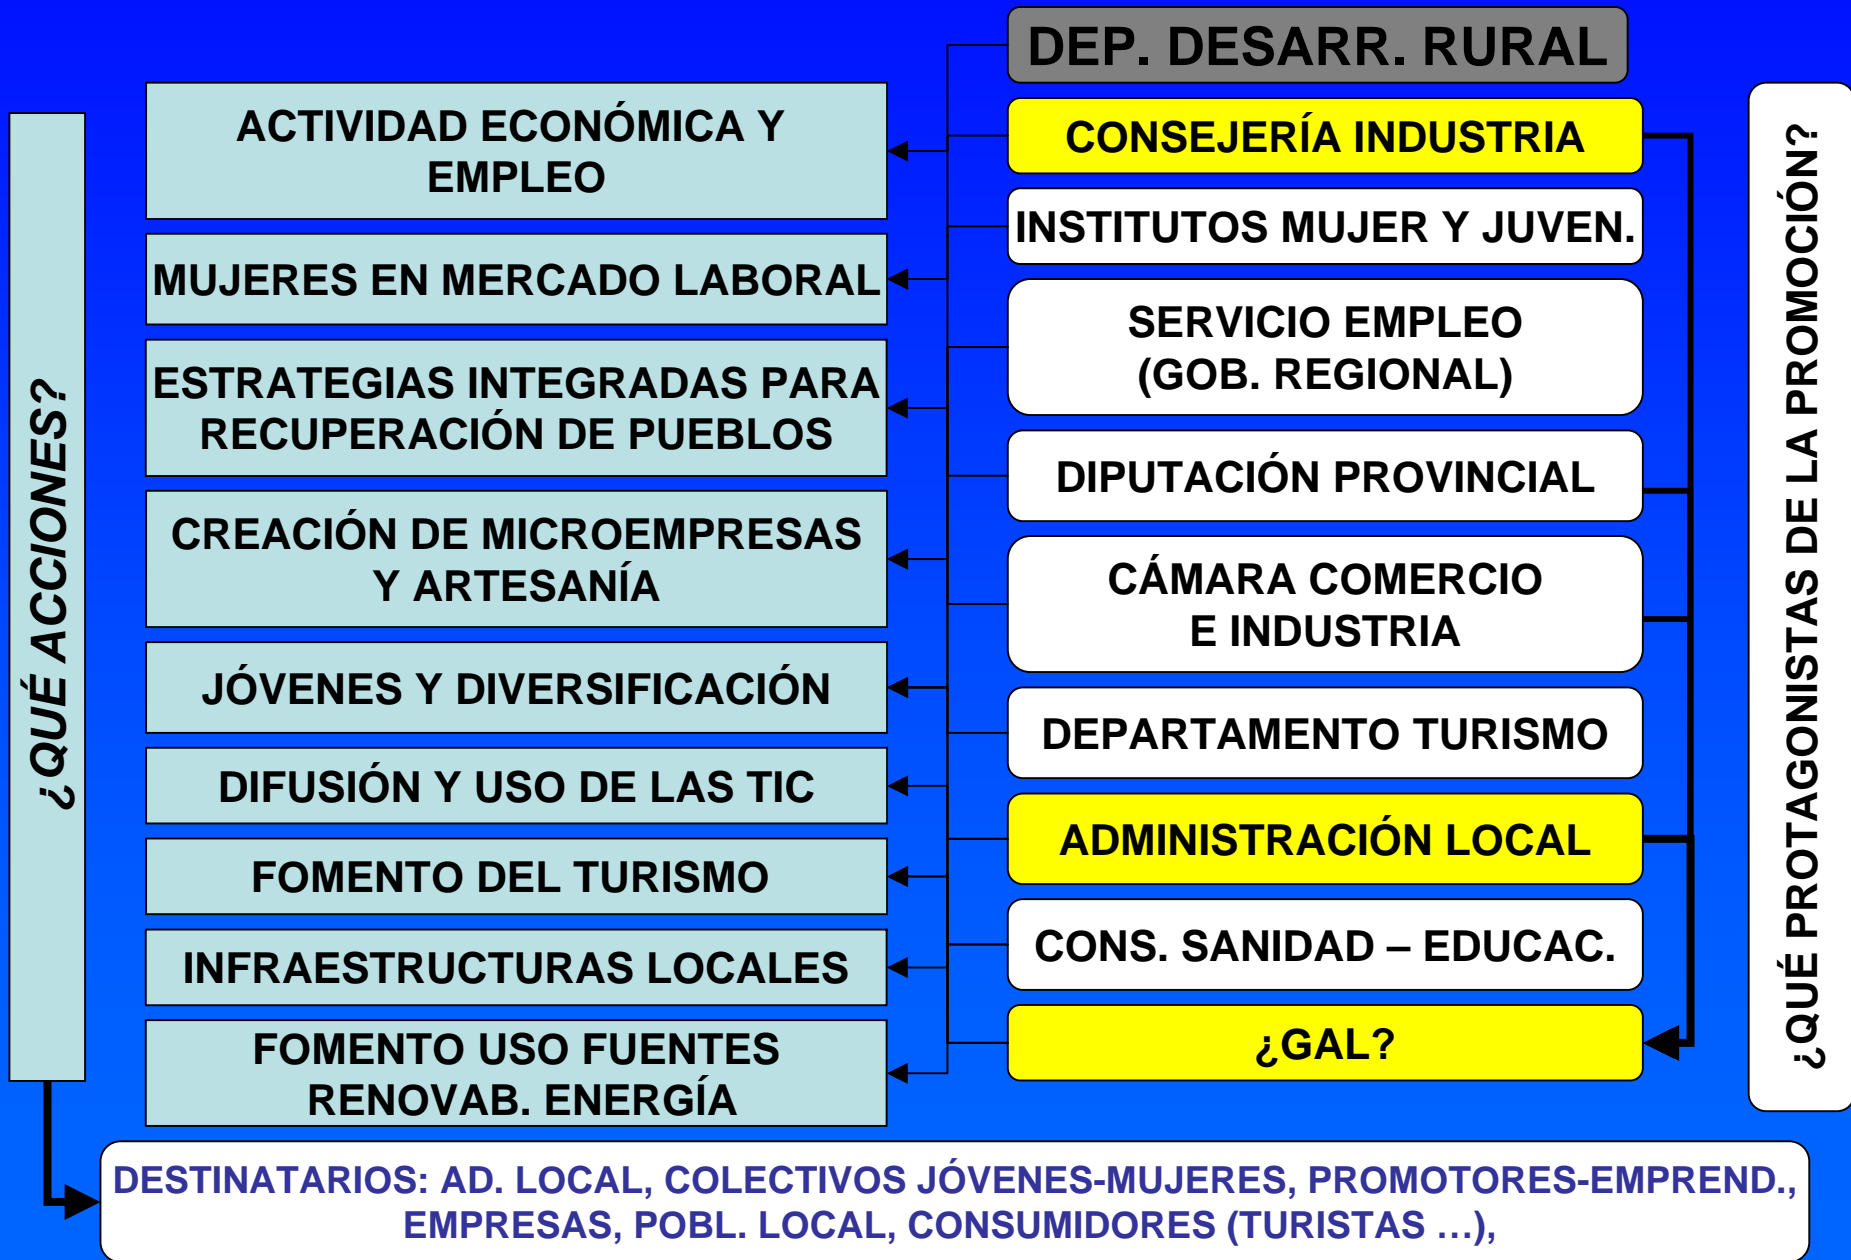 ¿QUÉ ACCIONES?
ACTIVIDAD ECONÓMICA Y
EMPLEO
MUJERES EN MERCADO LABORAL
ESTRATEGIAS INTEGRADAS PARA
RECUPERACIÓN DE PUEBLOS
CREACIÓN DE MICROEMPRESAS
Y ARTESANÍA
JÓVENES Y DIVERSIFICACIÓN
DIFUSIÓN Y USO DE LAS TIC
FOMENTO DEL TURISMO
INFRAESTRUCTURAS LOCALES
FOMENTO USO FUENTES
RENOVAB. ENERGÍA
DEP. DESARR. RURAL
CONSEJERÍA INDUSTRIA
INSTITUTOS MUJER Y JUVEN.
SERVICIO EMPLEO
(GOB. REGIONAL)
DIPUTACIÓN PROVINCIAL
CÁMARA COMERCIO
E INDUSTRIA
DEPARTAMENTO TURISMO
ADMINISTRACIÓN LOCAL
CONS. SANIDAD – EDUCAC.
¿GAL?
¿QUÉ PROTAGONISTAS DE LA PROMOCIÓN?
DESTINATARIOS: AD. LOCAL, COLECTIVOS JÓVENES-MUJERES, PROMOTORES-EMPREND.,
EMPRESAS, POBL. LOCAL, CONSUMIDORES (TURISTAS …),